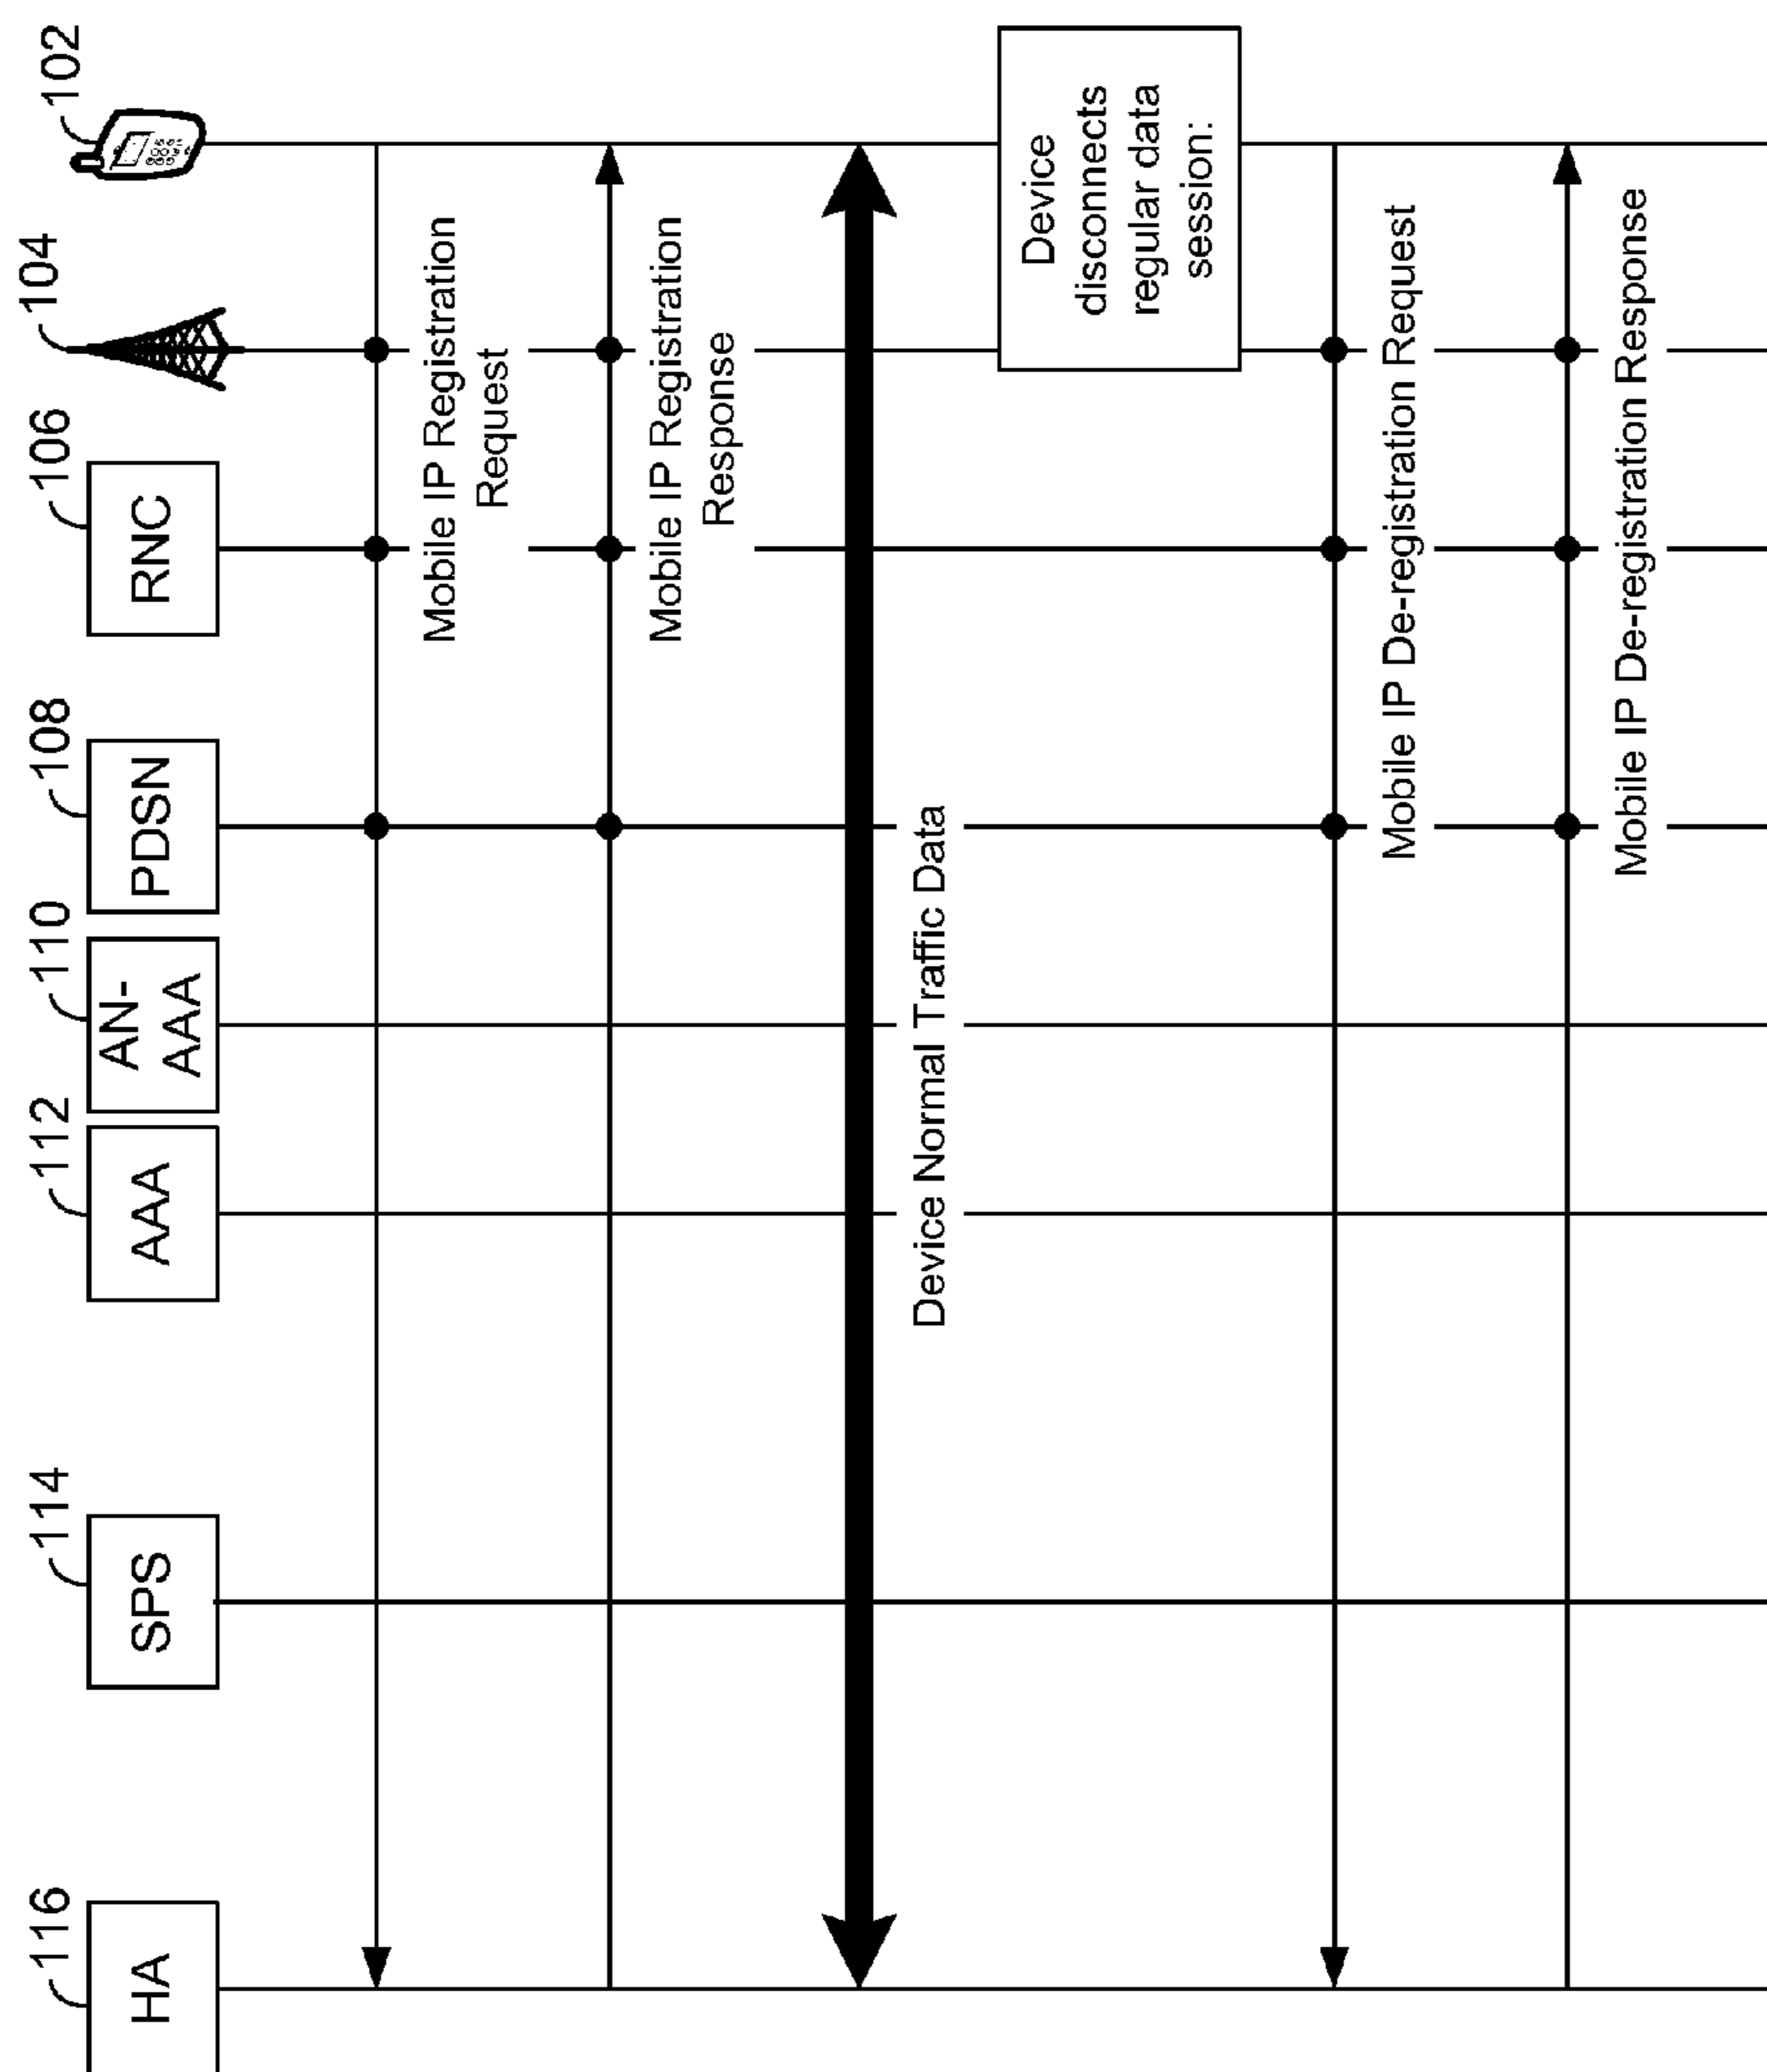 102
104
106
RNC
108
PDSN
110
AN-
AAA
112
AAA
114
SPS
116
HA
Mobile IP Registration
Request
Mobile IP Registration
Response
Device Normal Traffic Data
Device
disconnects
regular data
session:
Mobile IP De-registration Request
Mobile IP De-registration Response